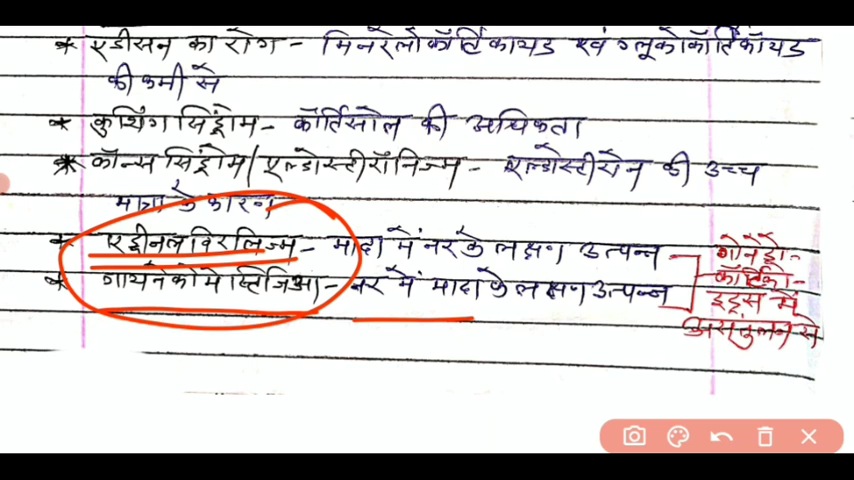 * एडीसन का रोग - मिनरेलोकॉर्टिकायड एवं ग्लूकोकॉर्टिकॉयड
की कमी से
* कुशिंग सिंड्रोम - कॉर्टिसोल की अधिकता
* कॉन्स सिंड्रोम/एल्डोस्टीरॉनिज्म - एल्डोस्टीरोन की उच्च
मात्रा के कारण
* एड्रीनल विरलिज्म - मादा में नर के लक्षण उत्पन्न
* गायनेकोमेस्टिजिआ - नर में मादा के लक्षण उत्पन्न
गोनेडो-
कॉर्टिको-
इड्स में
असंतुलन से